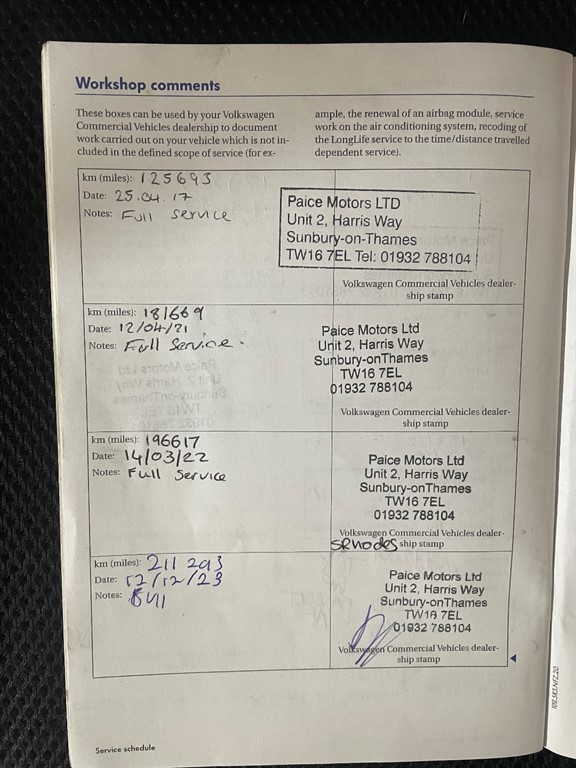 Workshop comments
These boxes can be used by your Volkswagen
Commercial Vehicles dealership to document
work carried out on your vehicle which is not in-
cluded in the defined scope of service (for ex-
ample, the renewal of an airbag module, service
work on the air conditioning system, recoding of
the LongLife service to the time/distance travelled
dependent service).
km (miles): 125693
Date: 25.04.17
Notes: Full service
Paice Motors LTD
Unit 2, Harris Way
Sunbury-on-Thames
TW16 7EL Tel: 01932 788104
Volkswagen Commercial Vehicles dealer-
ship stamp
km (miles): 181669
Date: 12/04/21.
Notes: Full Service.
Paice Motors Ltd
Unit 2, Harris Way
Sunbury-onThames
TW16 7EL
01932 788104
Volkswagen Commercial Vehicles dealer-
ship stamp
km (miles): 196617
Date: 14/03/22
Notes: Full Service
Paice Motors Ltd
Unit 2, Harris Way
Sunbury-onThames
TW16 7EL
01932 788104
Volkswagen Commercial Vehicles dealer-
SRhodes ship stamp
km (miles): 211 293
Date: 12/12/23
Notes: Full
Paice Motors Ltd
Unit 2, Harris Way
Sunbury-onThames
TW16 7EL
01932 788104
Volkswagen Commercial Vehicles dealer-
ship stamp
Service schedule